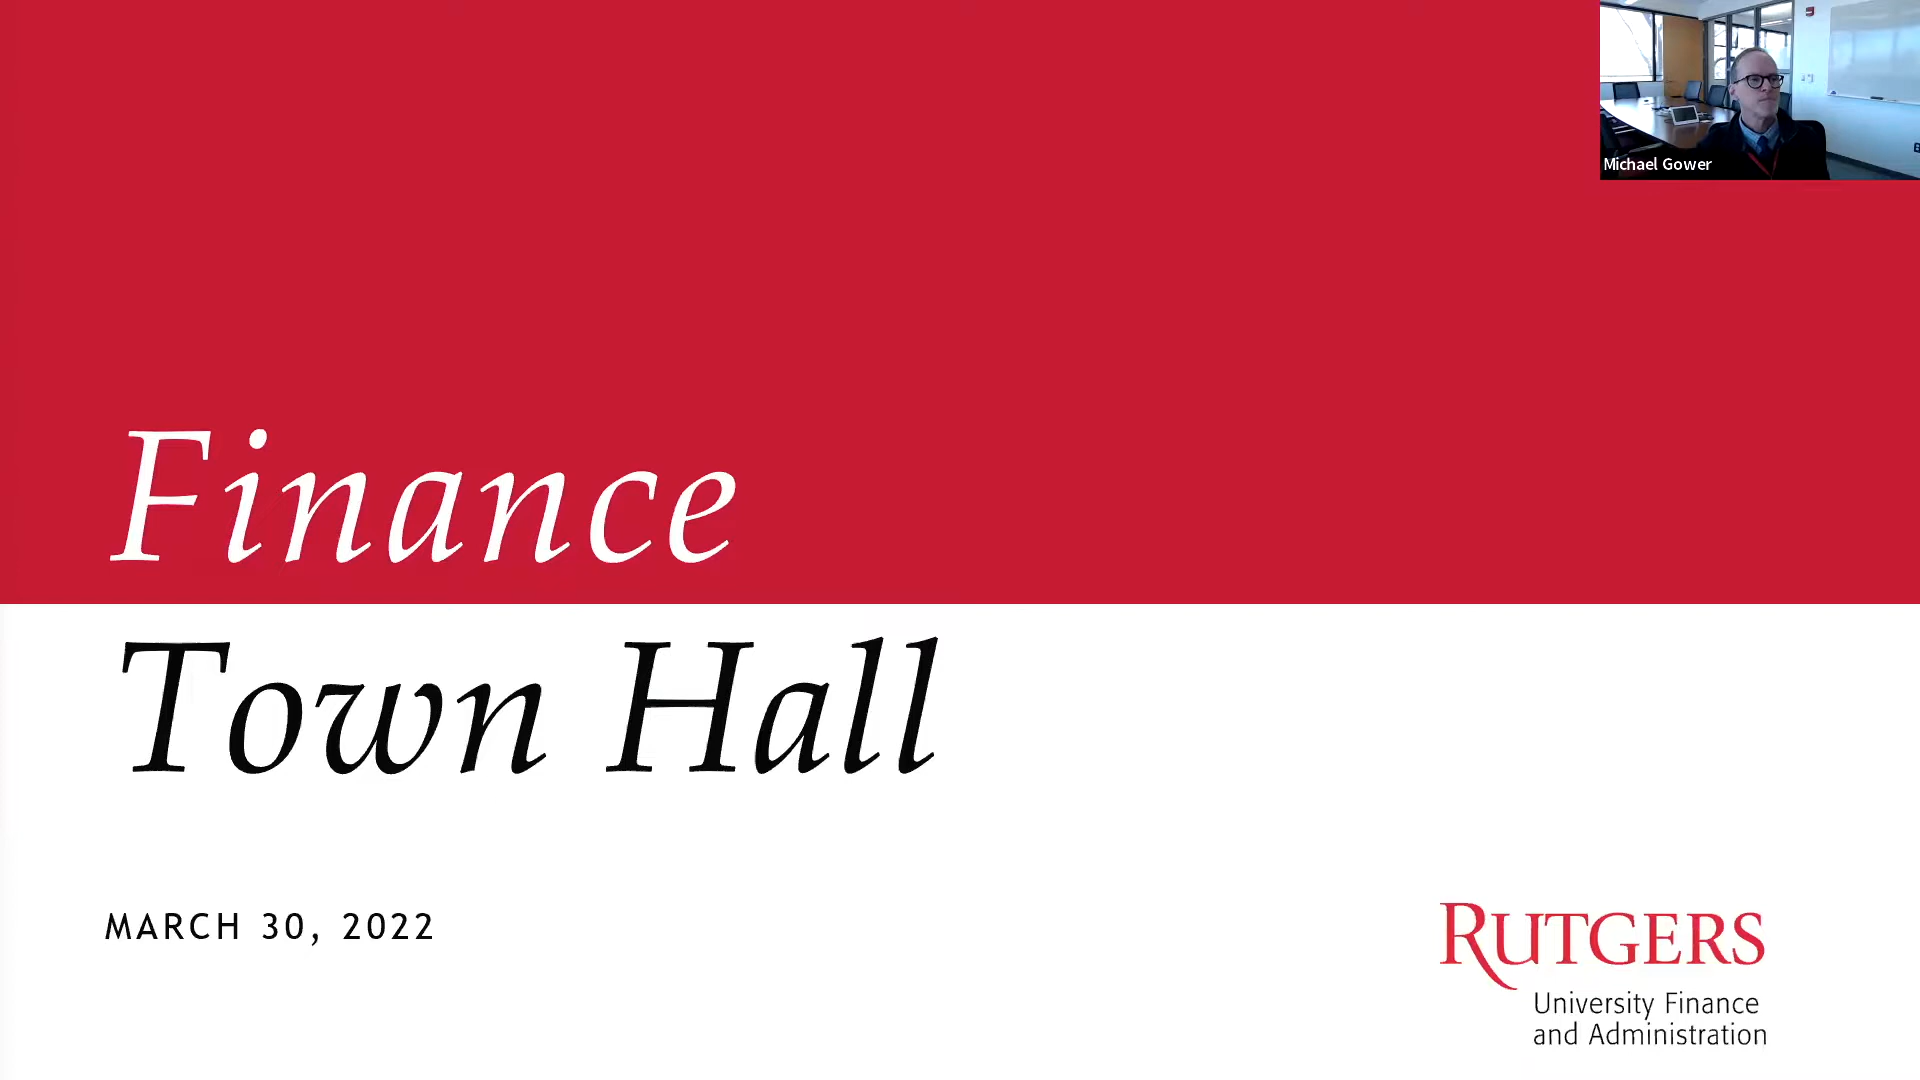 Michael Gower
Finance
Town Hall
MARCH 30, 2022
RUTGERS
University Finance
and Administration